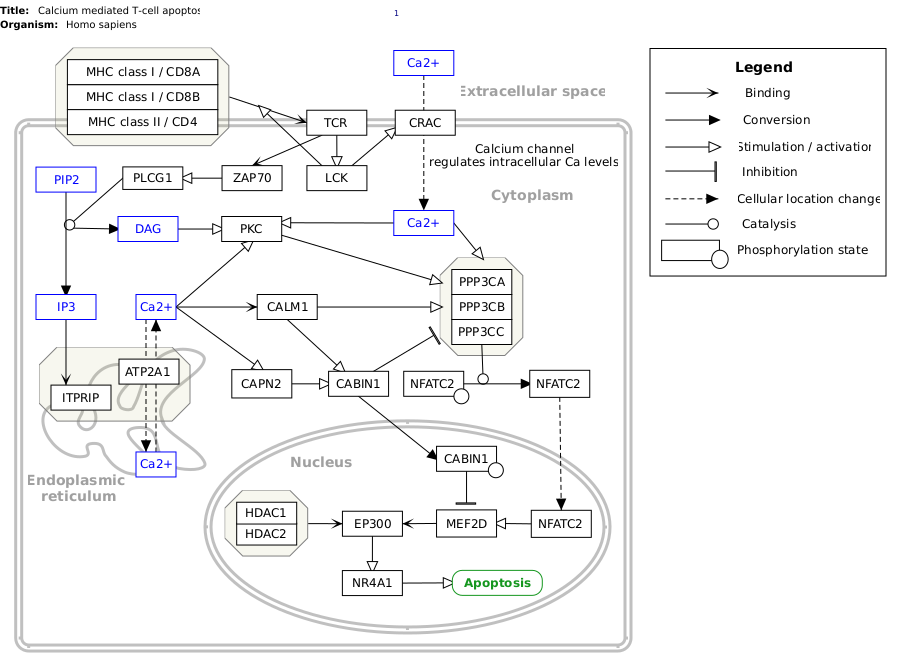 Title: Calcium mediated T-cell apoptos
Organism: Homo sapiens
1
MHC class I / CD8A
MHC class I / CD8B
MHC class II / CD4
Ca2+
Extracellular space
TCR
CRAC
Calcium channel
regulates intracellular Ca levels
PIP2
PLCG1
ZAP70
LCK
Cytoplasm
DAG
PKC
Ca2+
IP3
Ca2+
CALM1
PPP3CA
PPP3CB
PPP3CC
ATP2A1
ITPRIP
CAPN2
CABIN1
NFATC2
NFATC2
Ca2+
Endoplasmic
reticulum
Nucleus
CABIN1
HDAC1
HDAC2
EP300
MEF2D
NFATC2
NR4A1
Apoptosis
Legend
Binding
Conversion
Stimulation / activation
Inhibition
Cellular location change
Catalysis
Phosphorylation state